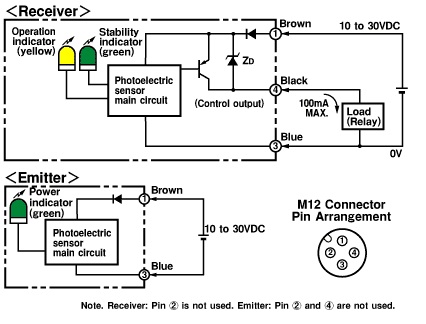 <Receiver>
Operation indicator (yellow)
Stability indicator (green)
Photoelectric sensor main circuit
ZD
(Control output)
Brown
1
10 to 30VDC
Black
4
100mA MAX.
Load (Relay)
Blue
3
0V
<Emitter>
Power indicator (green)
Photoelectric sensor main circuit
Brown
1
10 to 30VDC
Blue
3
M12 Connector
Pin Arrangement
1
2
4
3
Note. Receiver: Pin ② is not used. Emitter: Pin ② and ④ are not used.